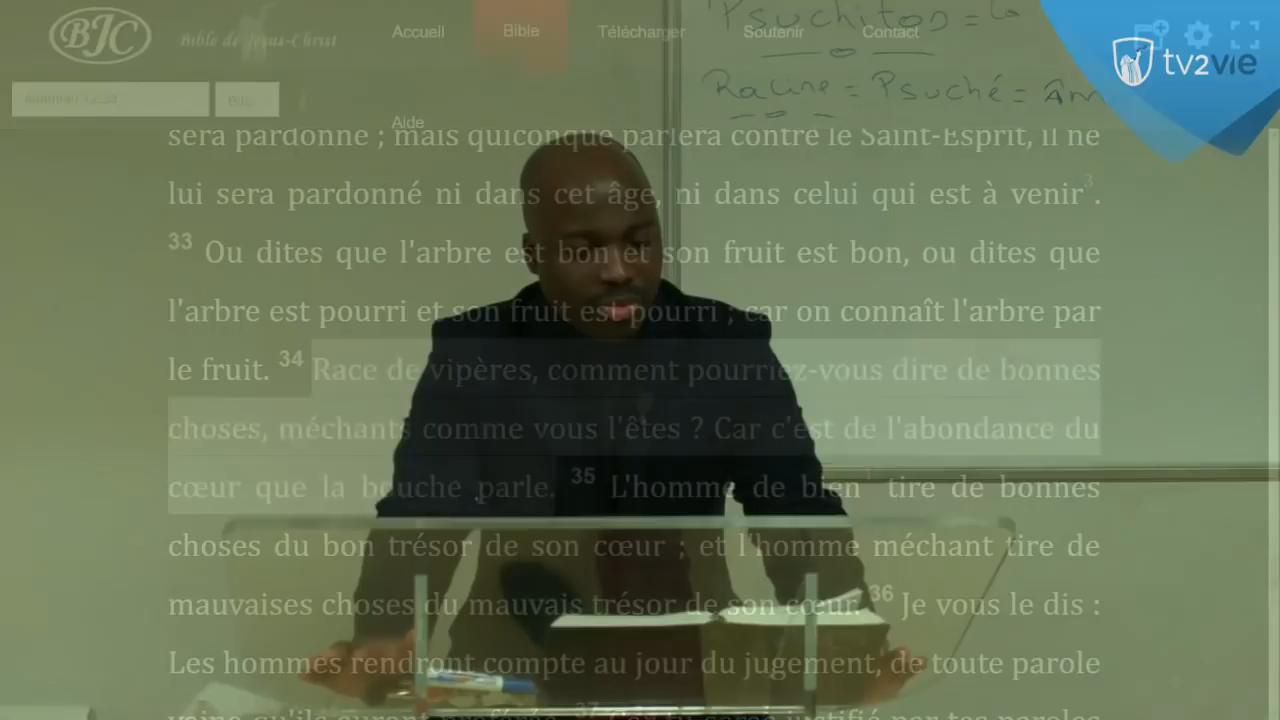 BJC
Bible de Jésus-Christ
Accueil
Bible
Télécharger
Soutenir
Contact
Aide
Psuchitos = la
Racine = Psuché = âm
tv2vie
sera pardonné ; mais quiconque parlera contre le Saint-Esprit, il ne
lui sera pardonné ni dans cet âge, ni dans celui qui est à venir³.
33 Ou dites que l'arbre est bon et son fruit est bon, ou dites que
l'arbre est pourri et son fruit est pourri ; car on connaît l'arbre par
le fruit. 34 Race de vipères, comment pourriez-vous dire de bonnes
choses, méchants comme vous l'êtes ? Car c'est de l'abondance du
cœur que la bouche parle. 35 L'homme de bien tire de bonnes
choses du bon trésor de son cœur ; et l'homme méchant tire de
mauvaises choses du mauvais trésor de son cœur. 36 Je vous le dis :
Les hommes rendront compte au jour du jugement, de toute parole